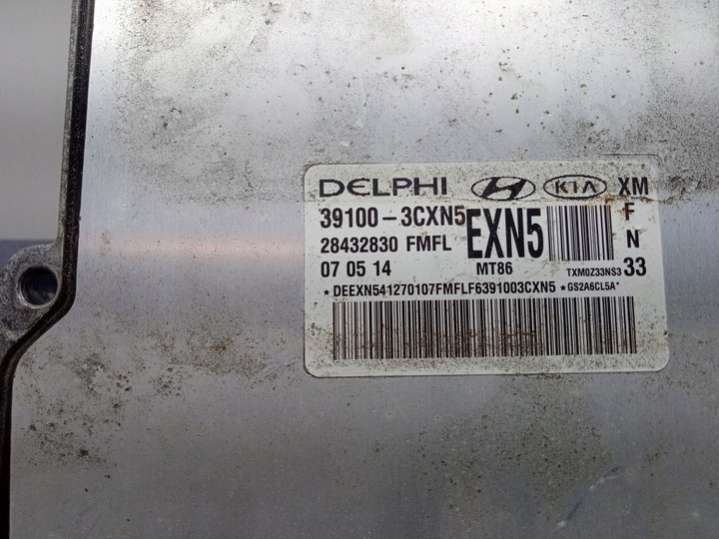 DELPHI KIA XM
39100-3CXN5 EXN5 F
28432830 FMFL N
07 05 14 MT86 TXM0Z33NS3 33
*DEEXN541270107FMFLF6391003CXN5 *GS2A6CL5A*